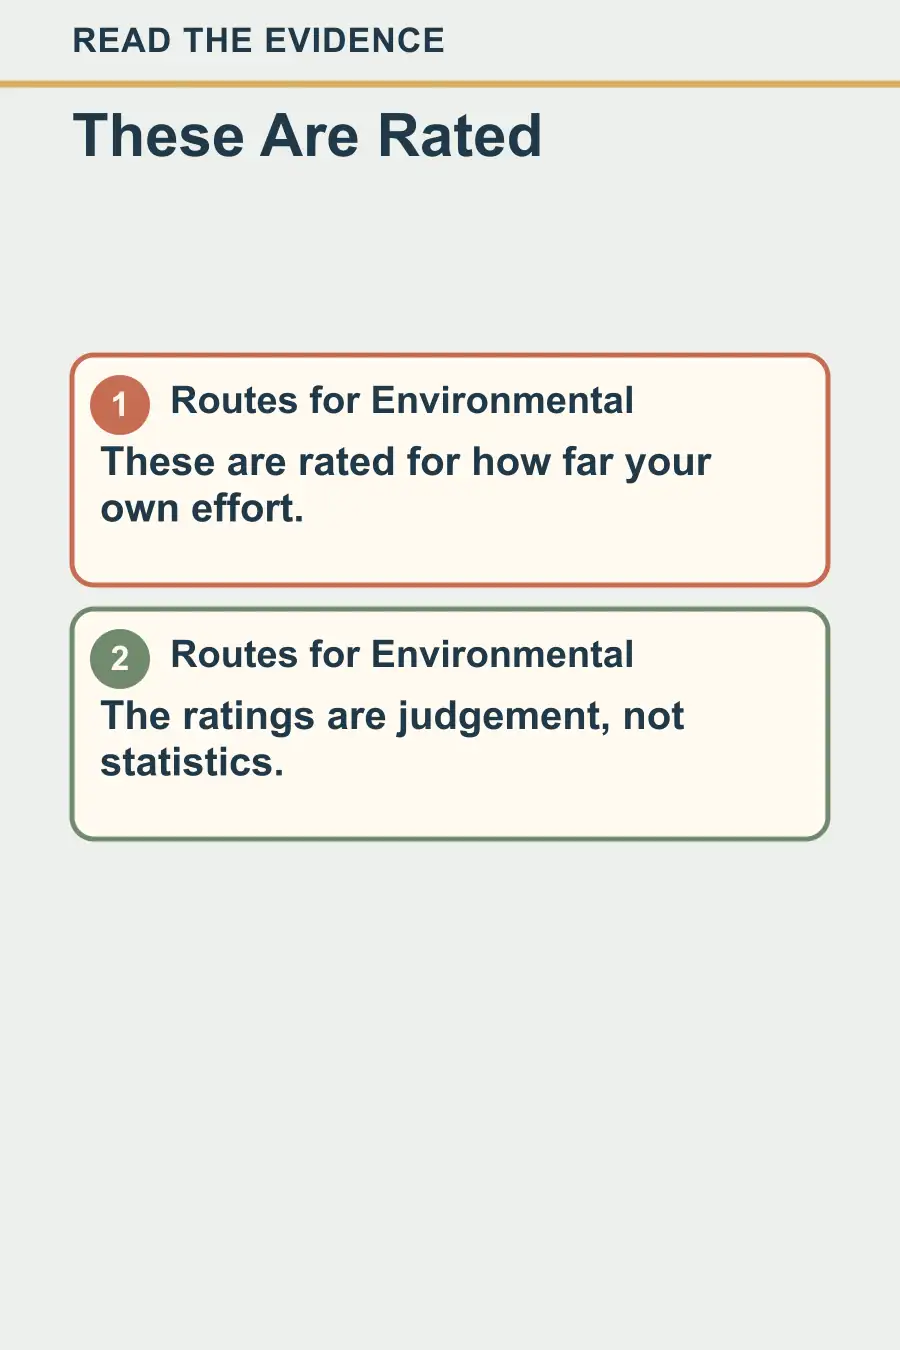 READ THE EVIDENCE
These Are Rated
1 Routes for Environmental
These are rated for how far your
own effort.
2 Routes for Environmental
The ratings are judgement, not
statistics.